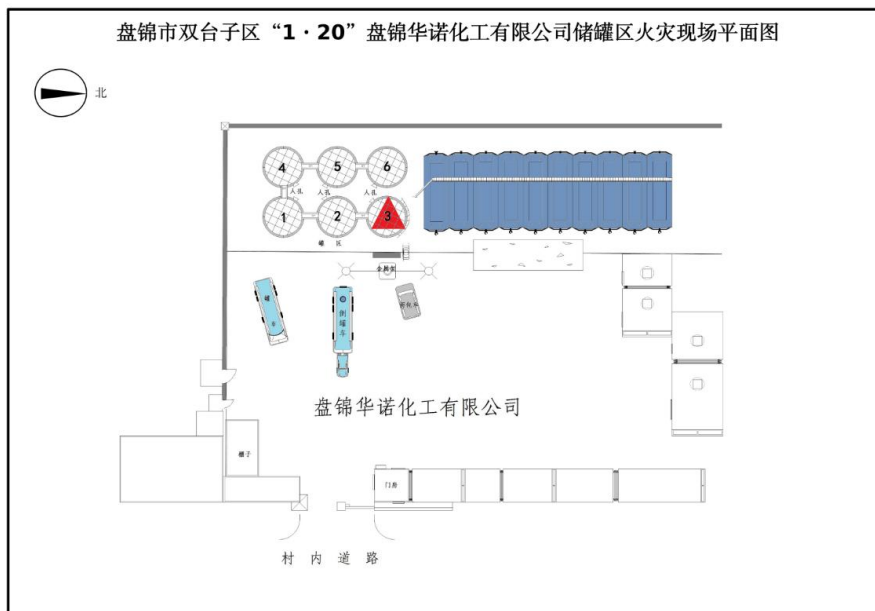 盘锦市双台子区“1·20”盘锦华诺化工有限公司储罐区火灾现场平面图
北
4 5 6
人孔 人孔 人孔
1 2 3
罐 区
罐 车
倒罐车
盘锦华诺化工有限公司
棚子
门房
村 内 道 路